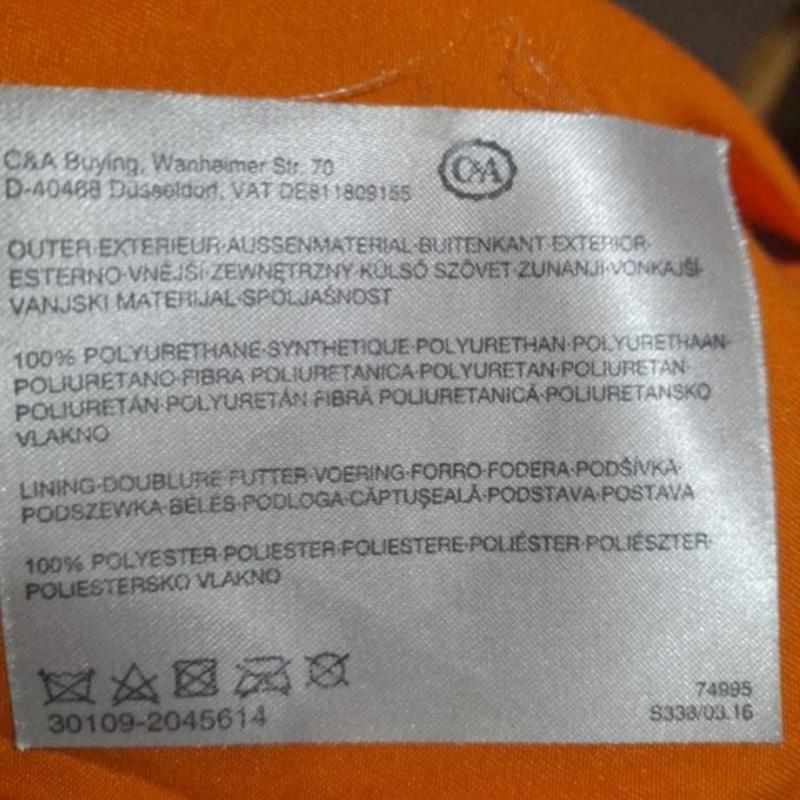 C&A Buying, Wanheimer Str. 70
D-40468 Düsseldorf, VAT DE811809155
C&A
OUTER·EXTERIEUR·AUSSENMATERIAL·BUITENKANT·EXTERIOR·
ESTERNO·VNĚJŠÍ·ZEWNĘTRZNY·KÜLSŐ SZÖVET·ZUNANJI·VONKAJŠÍ·
VANJSKI MATERIJAL·SPOLJAŠNOST
100% POLYURETHANE·SYNTHETIQUE·POLYURETHAN·POLYURETHAAN·
POLIURETANO·FIBRA POLIURETANICA·POLYURETAN·POLIURETAN·
POLIURETÁN·POLYURETÁN FIBRĂ POLIURETANICĂ·POLIURETANSKO
VLAKNO
LINING·DOUBLURE·FUTTER·VOERING·FORRO·FODERA·PODŠÍVKA·
PODSZEWKA·BÉLÉS·PODLOGA·CĂPTUŞEALĂ·PODSTAVA·POSTAVA
100% POLYESTER·POLIESTER·POLIESTERE·POLIÉSTER·POLIÉSZTER·
POLIESTERSKO VLAKNO
30109-2045614
74995
S338/03.16